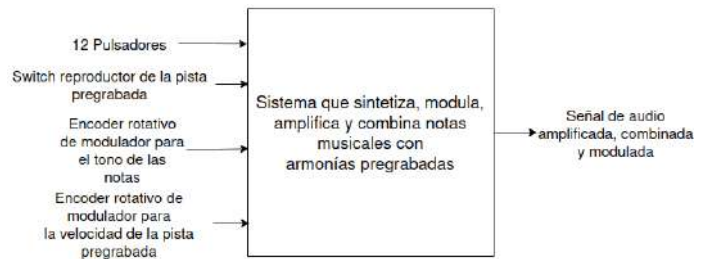 12 Pulsadores
Switch reproductor de la pista
pregrabada
Encoder rotativo
de modulador para
el tono de las
notas
Encoder rotativo de
modulador para
la velocidad de la pista
pregrabada
Sistema que sintetiza, modula,
amplifica y combina notas
musicales con
armonías pregrabadas
Señal de audio
amplificada, combinada
y modulada